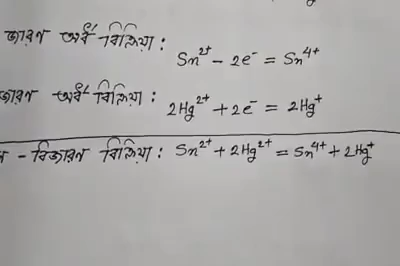 জারণ অর্ধ বিক্রিয়া : Sn²⁺ - 2e⁻ = Sn⁴⁺
জারণ অর্ধ বিক্রিয়া : 2Hg²⁺ + 2e⁻ = 2Hg⁺
- বিজারণ বিক্রিয়া : Sn²⁺ + 2Hg²⁺ = Sn⁴⁺ + 2Hg⁺